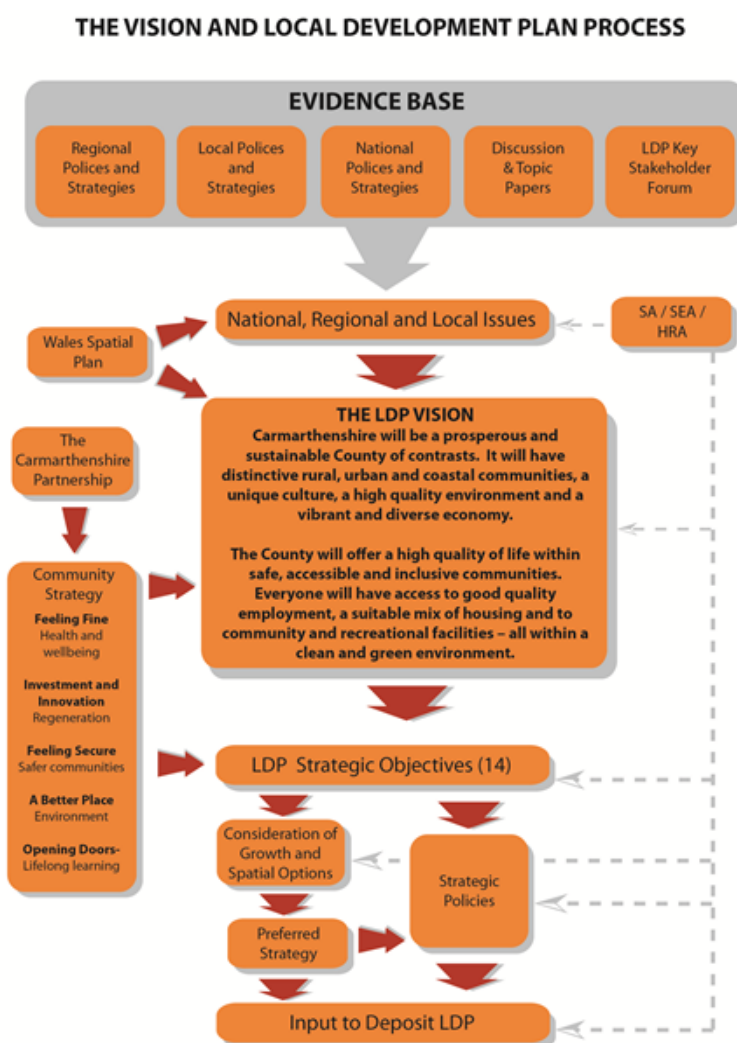 THE VISION AND LOCAL DEVELOPMENT PLAN PROCESS
EVIDENCE BASE
Regional
Polices and
Strategies
Local Polices
and
Strategies
National
Polices and
Strategies
Discussion
& Topic
Papers
LDP Key
Stakeholder
Forum
National, Regional and Local Issues
SA / SEA /
HRA
Wales Spatial
Plan
THE LDP VISION
Carmarthenshire will be a prosperous and
sustainable County of contrasts. It will have
distinctive rural, urban and coastal communities, a
unique culture, a high quality environment and a
vibrant and diverse economy.
The County will offer a high quality of life within
safe, accessible and inclusive communities.
Everyone will have access to good quality
employment, a suitable mix of housing and to
community and recreational facilities – all within a
clean and green environment.
The
Carmarthenshire
Partnership
Community
Strategy
Feeling Fine
Health and
wellbeing
Investment and
Innovation
Regeneration
Feeling Secure
Safer communities
A Better Place
Environment
Opening Doors-
Lifelong learning
LDP Strategic Objectives (14)
Consideration of
Growth and
Spatial Options
Strategic
Policies
Preferred
Strategy
Input to Deposit LDP